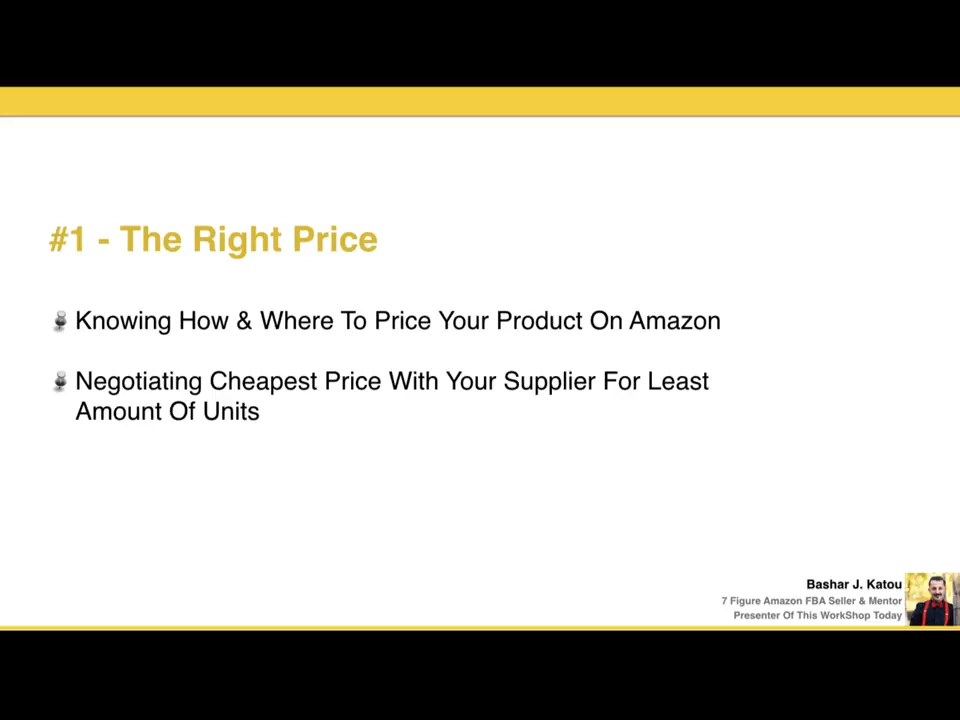 #1 - The Right Price
Knowing How & Where To Price Your Product On Amazon
Negotiating Cheapest Price With Your Supplier For Least
Amount Of Units
Bashar J. Katou
7 Figure Amazon FBA Seller & Mentor
Presenter Of This WorkShop Today